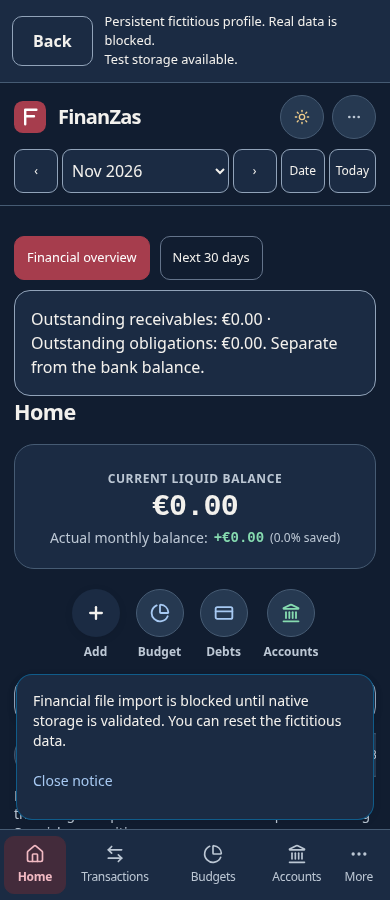 Back
Persistent fictitious profile. Real data is
blocked.
Test storage available.
FinanZas
‹
Nov 2026
›
Date
Today
Financial overview
Next 30 days
Outstanding receivables: €0.00 ·
Outstanding obligations: €0.00. Separate
from the bank balance.
Home
CURRENT LIQUID BALANCE
€0.00
Actual monthly balance: +€0.00 (0.0% saved)
Add
Budget
Debts
Accounts
Financial file import is blocked until native
storage is validated. You can reset the fictitious
data.
Close notice
Home
Transactions
Budgets
Accounts
More